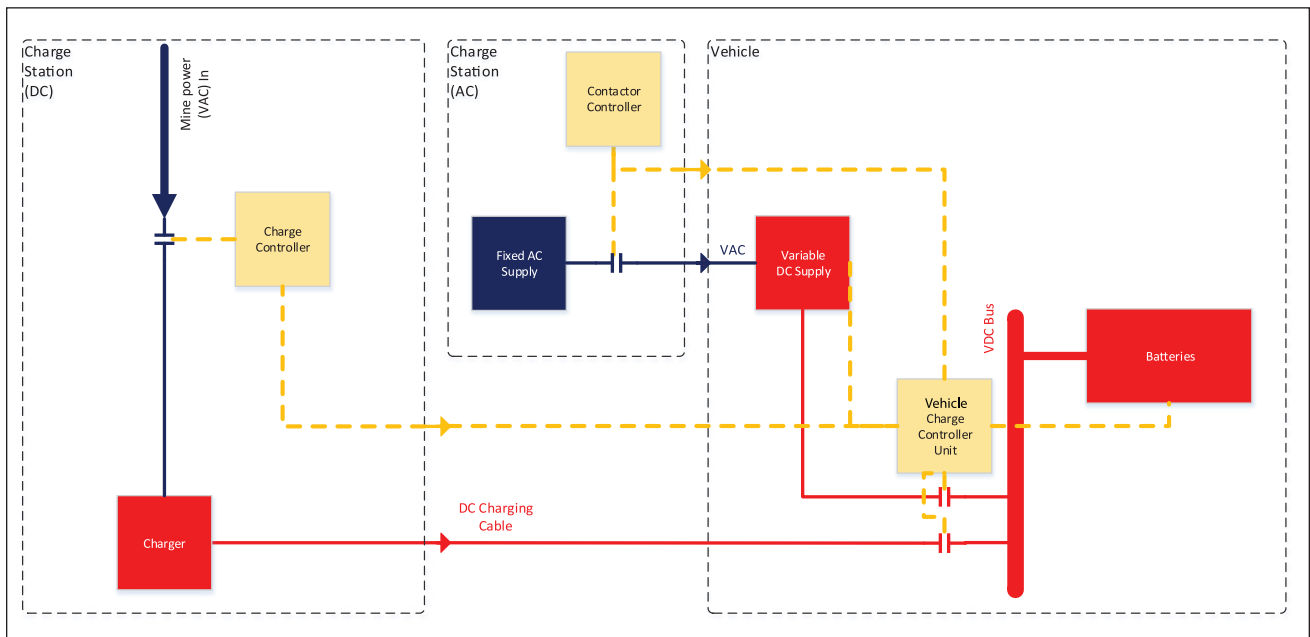 Charge
Station
(DC)
Mine power
(VAC) In
Charge
Controller
Charger
DC Charging
Cable
Charge
Station
(AC)
Contactor
Controller
Fixed AC
Supply
VAC
Vehicle
Variable
DC Supply
VDC Bus
Batteries
Vehicle
Charge
Controller
Unit